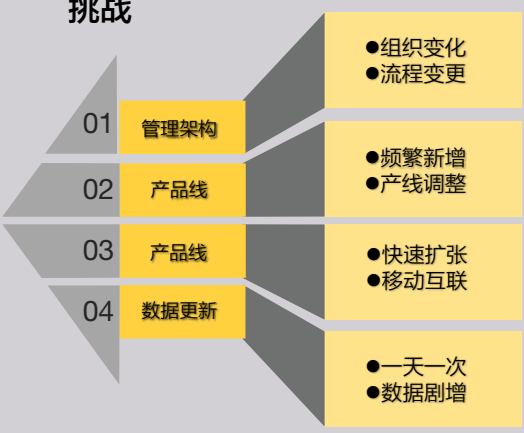 挑战
01
管理架构
●组织变化
●流程变更
02
产品线
●频繁新增
●产线调整
03
产品线
●快速扩张
●移动互联
04
数据更新
●一天一次
●数据剧增